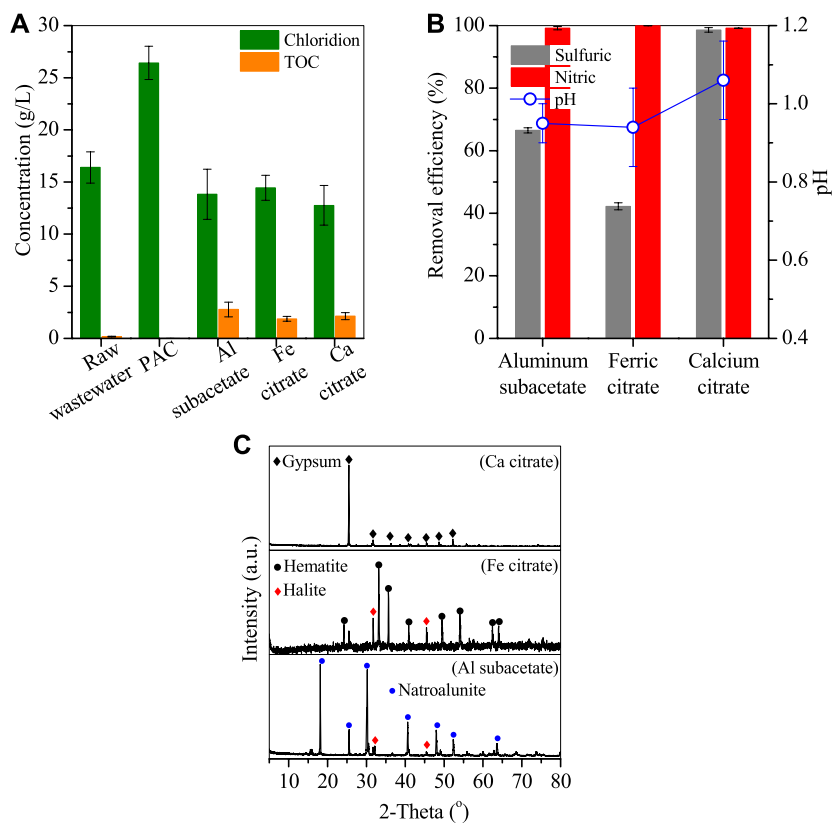 A
30
25
20
15
10
5
0
Concentration (g/L)
Chloridion
TOC
Raw
wastewater
PAC
Al
subacetate
Fe
citrate
Ca
citrate
B
100
80
60
40
20
0
Removal efficiency (%)
Sulfuric
Nitric
pH
1.2
1.0
0.8
0.6
0.4
pH
Aluminum
subacetate
Ferric
citrate
Calcium
citrate
C
Gypsum
(Ca citrate)
Hematite
Halite
(Fe citrate)
(Al subacetate)
Natroalunite
Intensity (a.u.)
10 20 30 40 50 60 70 80
2-Theta (o)